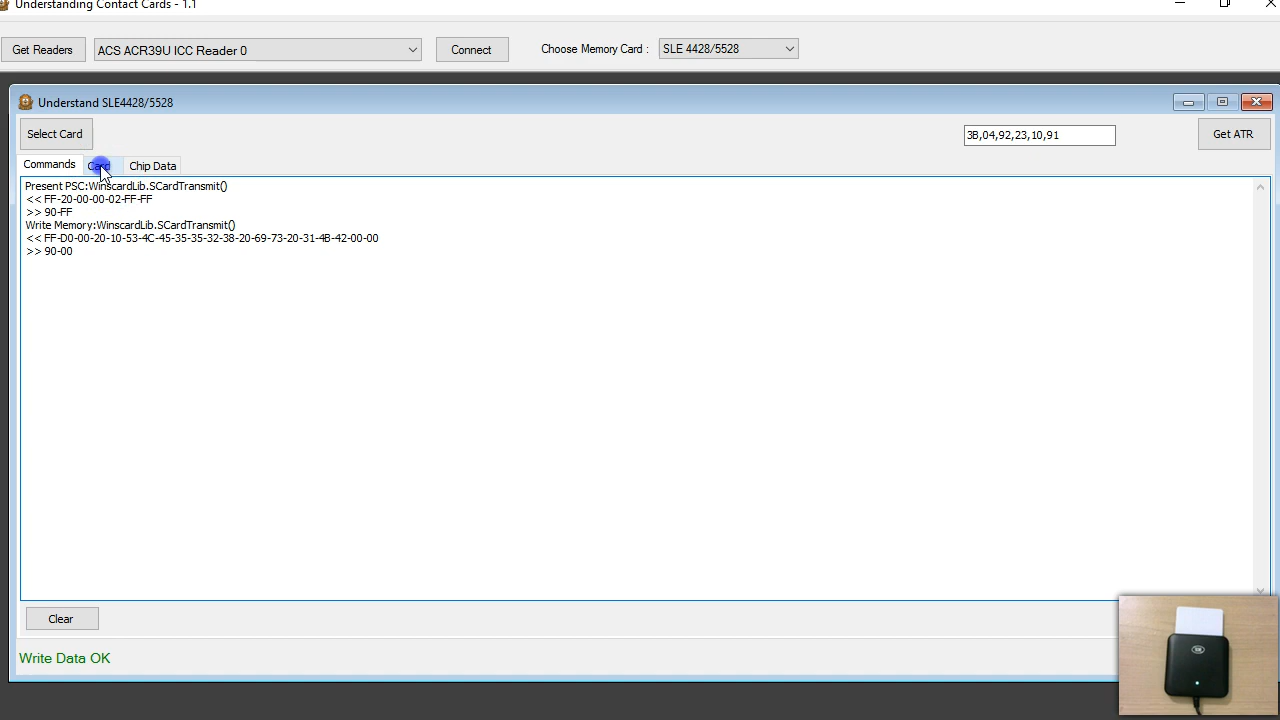 Understanding Contact Cards - 1.1
Get Readers
ACS ACR39U ICC Reader 0
Connect
Choose Memory Card :
SLE 4428/5528
Understand SLE4428/5528
Select Card
3B,04,92,23,10,91
Get ATR
Commands
Card
Chip Data
Present PSC:WinscardLib.SCardTransmit()
<< FF-20-00-00-02-FF-FF
>> 90-FF
Write Memory:WinscardLib.SCardTransmit()
<< FF-D0-00-20-10-53-4C-45-35-35-32-38-20-69-73-20-31-4B-42-00-00
>> 90-00
Clear
Write Data OK